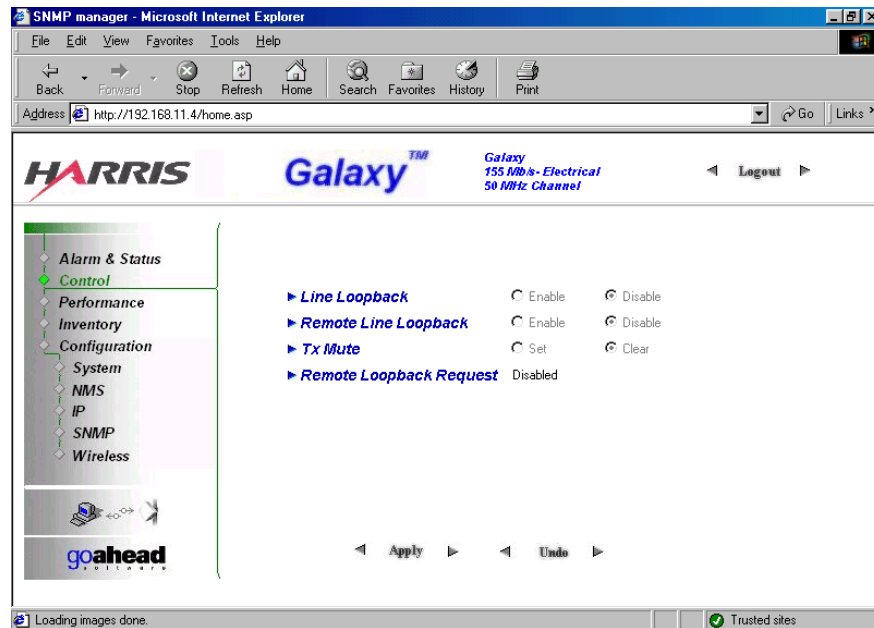 SNMP manager - Microsoft Internet Explorer
File Edit View Favorites Tools Help
Back Forward Stop Refresh Home Search Favorites History Print
Address http://192.168.11.4/home.asp Go Links »
HARRIS
Galaxy™
Galaxy
155 Mb/s- Electrical
50 MHz Channel
Logout
Alarm & Status
Control
Performance
Inventory
Configuration
System
NMS
IP
SNMP
Wireless
Line Loopback Enable Disable
Remote Line Loopback Enable Disable
Tx Mute Set Clear
Remote Loopback Request Disabled
goahead
software
Apply Undo
Loading images done. Trusted sites